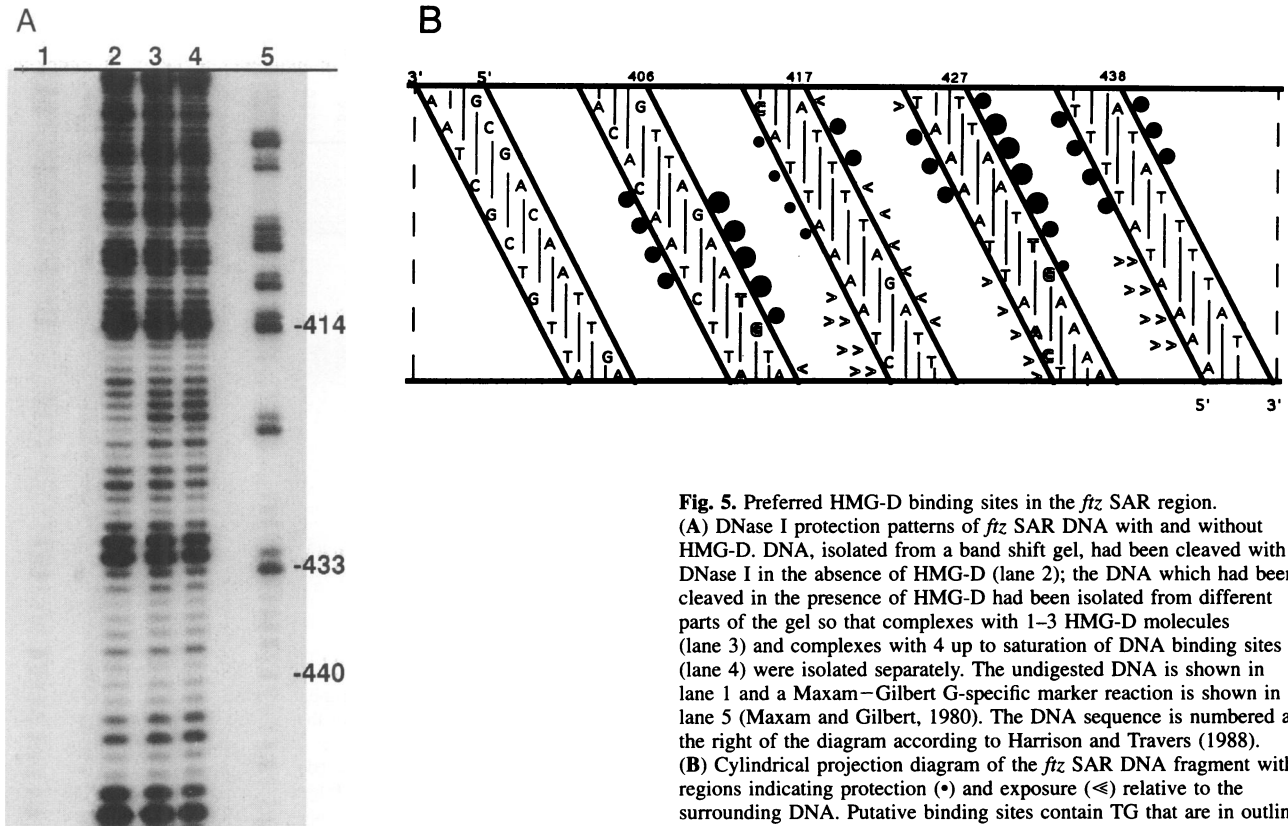 A
1 2 3 4 5
-414
-433
-440
B
3' 5' 406 417 427 438
5' 3'
Fig. 5. Preferred HMG-D binding sites in the ftz SAR region.
(A) DNase I protection patterns of ftz SAR DNA with and without
HMG-D. DNA, isolated from a band shift gel, had been cleaved with
DNase I in the absence of HMG-D (lane 2); the DNA which had been
cleaved in the presence of HMG-D had been isolated from different
parts of the gel so that complexes with 1–3 HMG-D molecules
(lane 3) and complexes with 4 up to saturation of DNA binding sites
(lane 4) were isolated separately. The undigested DNA is shown in
lane 1 and a Maxam−Gilbert G-specific marker reaction is shown in
lane 5 (Maxam and Gilbert, 1980). The DNA sequence is numbered a
the right of the diagram according to Harrison and Travers (1988).
(B) Cylindrical projection diagram of the ftz SAR DNA fragment wit
regions indicating protection (•) and exposure (≪) relative to the
surrounding DNA. Putative binding sites contain TG that are in outlin